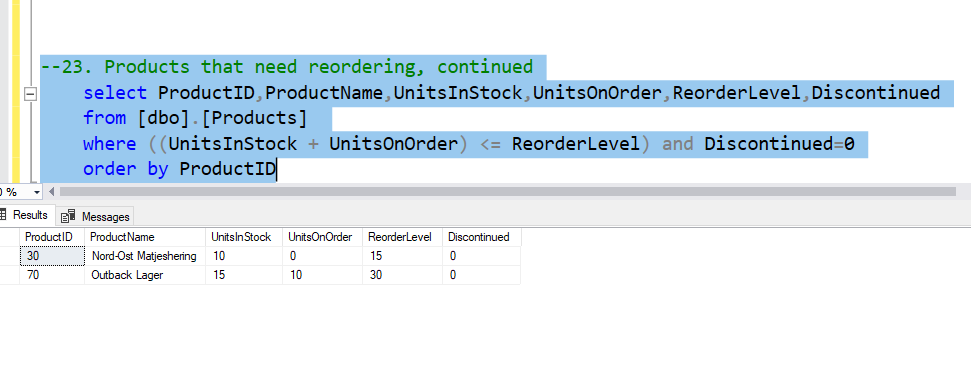 --23. Products that need reordering, continued
select ProductID,ProductName,UnitsInStock,UnitsOnOrder,ReorderLevel,Discontinued
from [dbo].[Products]
where ((UnitsInStock + UnitsOnOrder) <= ReorderLevel) and Discontinued=0
order by ProductID
0 %
Results Messages
ProductID ProductName UnitsInStock UnitsOnOrder ReorderLevel Discontinued
30 Nord-Ost Matjeshering 10 0 15 0
70 Outback Lager 15 10 30 0